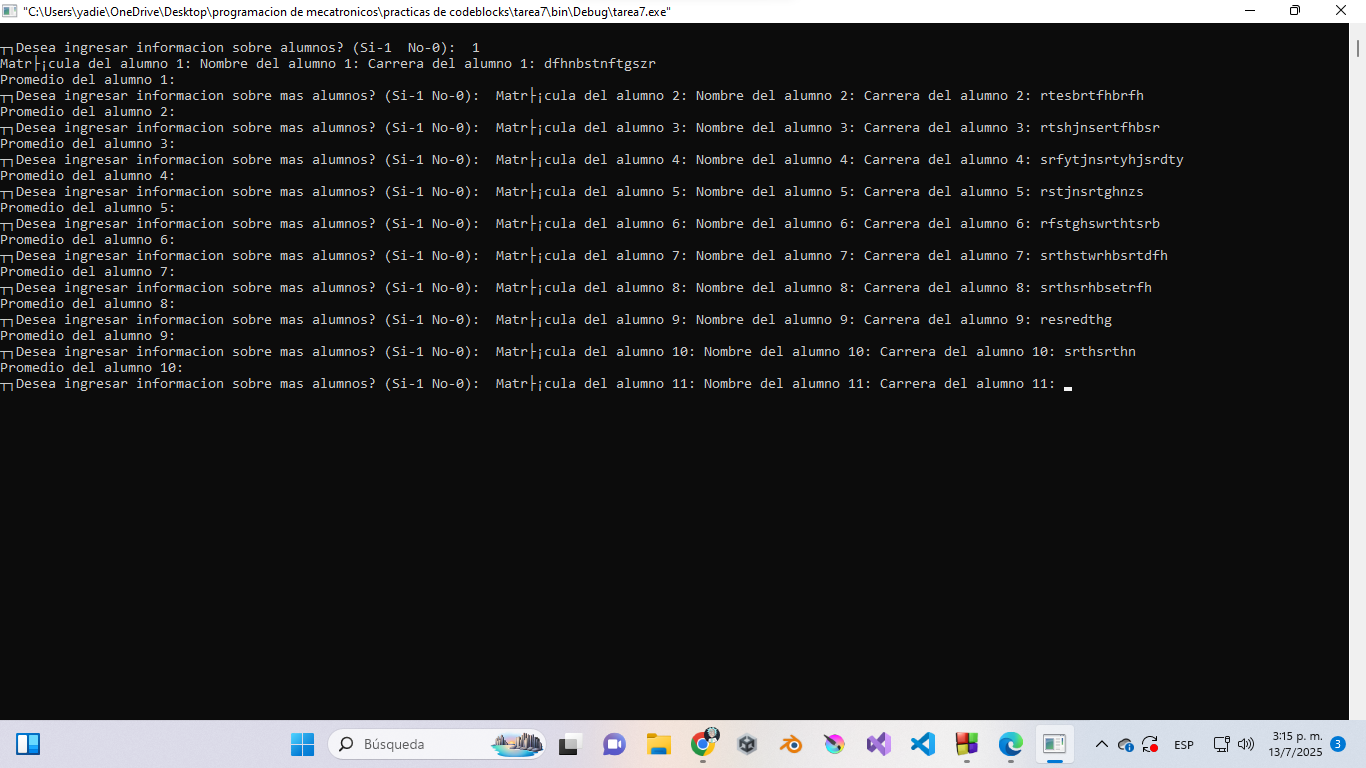 "C:\Users\yadie\OneDrive\Desktop\programacion de mecatronicos\practicas de codeblocks\tarea7\bin\Debug\tarea7.exe"
┬┐Desea ingresar informacion sobre alumnos? (Si-1  No-0):  1
Matr├¡cula del alumno 1: Nombre del alumno 1: Carrera del alumno 1: dfhnbstnftgszr
Promedio del alumno 1:
┬┐Desea ingresar informacion sobre mas alumnos? (Si-1 No-0):  Matr├¡cula del alumno 2: Nombre del alumno 2: Carrera del alumno 2: rtesbrtfhbrfh
Promedio del alumno 2:
┬┐Desea ingresar informacion sobre mas alumnos? (Si-1 No-0):  Matr├¡cula del alumno 3: Nombre del alumno 3: Carrera del alumno 3: rtshjnsertfhbsr
Promedio del alumno 3:
┬┐Desea ingresar informacion sobre mas alumnos? (Si-1 No-0):  Matr├¡cula del alumno 4: Nombre del alumno 4: Carrera del alumno 4: srfytjnsrtyhjsrdty
Promedio del alumno 4:
┬┐Desea ingresar informacion sobre mas alumnos? (Si-1 No-0):  Matr├¡cula del alumno 5: Nombre del alumno 5: Carrera del alumno 5: rstjnsrtghnzs
Promedio del alumno 5:
┬┐Desea ingresar informacion sobre mas alumnos? (Si-1 No-0):  Matr├¡cula del alumno 6: Nombre del alumno 6: Carrera del alumno 6: rfstghswrthtsrb
Promedio del alumno 6:
┬┐Desea ingresar informacion sobre mas alumnos? (Si-1 No-0):  Matr├¡cula del alumno 7: Nombre del alumno 7: Carrera del alumno 7: srthstwrhbsrtdfh
Promedio del alumno 7:
┬┐Desea ingresar informacion sobre mas alumnos? (Si-1 No-0):  Matr├¡cula del alumno 8: Nombre del alumno 8: Carrera del alumno 8: srthsrhbsetrfh
Promedio del alumno 8:
┬┐Desea ingresar informacion sobre mas alumnos? (Si-1 No-0):  Matr├¡cula del alumno 9: Nombre del alumno 9: Carrera del alumno 9: resredthg
Promedio del alumno 9:
┬┐Desea ingresar informacion sobre mas alumnos? (Si-1 No-0):  Matr├¡cula del alumno 10: Nombre del alumno 10: Carrera del alumno 10: srthsrthn
Promedio del alumno 10:
┬┐Desea ingresar informacion sobre mas alumnos? (Si-1 No-0):  Matr├¡cula del alumno 11: Nombre del alumno 11: Carrera del alumno 11:
Búsqueda
ESP
3:15 p. m.
13/7/2025
3